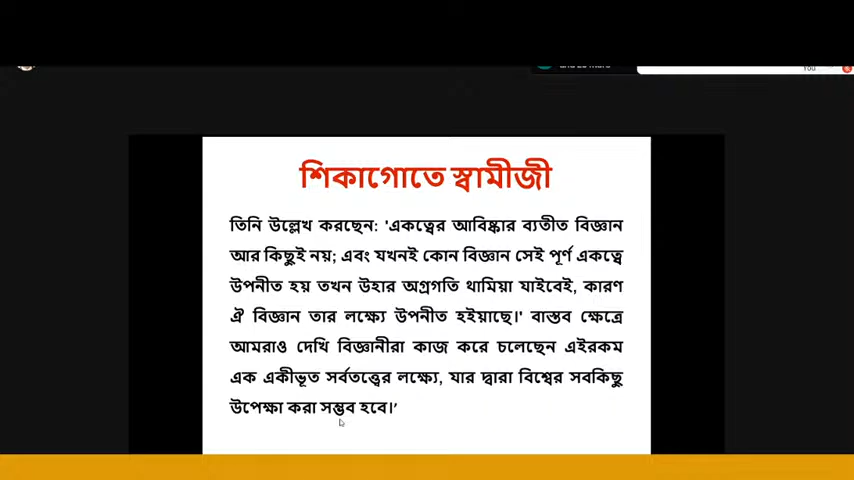 You
শিকাগোতে স্বামীজী
তিনি উল্লেখ করছেন: 'একত্বের আবিষ্কার ব্যতীত বিজ্ঞান
আর কিছুই নয়; এবং যখনই কোন বিজ্ঞান সেই পূর্ণ একত্বে
উপনীত হয় তখন উহার অগ্রগতি থামিয়া যাইবেই, কারণ
ঐ বিজ্ঞান তার লক্ষ্যে উপনীত হইয়াছে।' বাস্তব ক্ষেত্রে
আমরাও দেখি বিজ্ঞানীরা কাজ করে চলেছেন এইরকম
এক একীভূত সর্বতত্ত্বের লক্ষ্যে, যার দ্বারা বিশ্বের সবকিছু
উপেক্ষা করা সম্ভব হবে।’